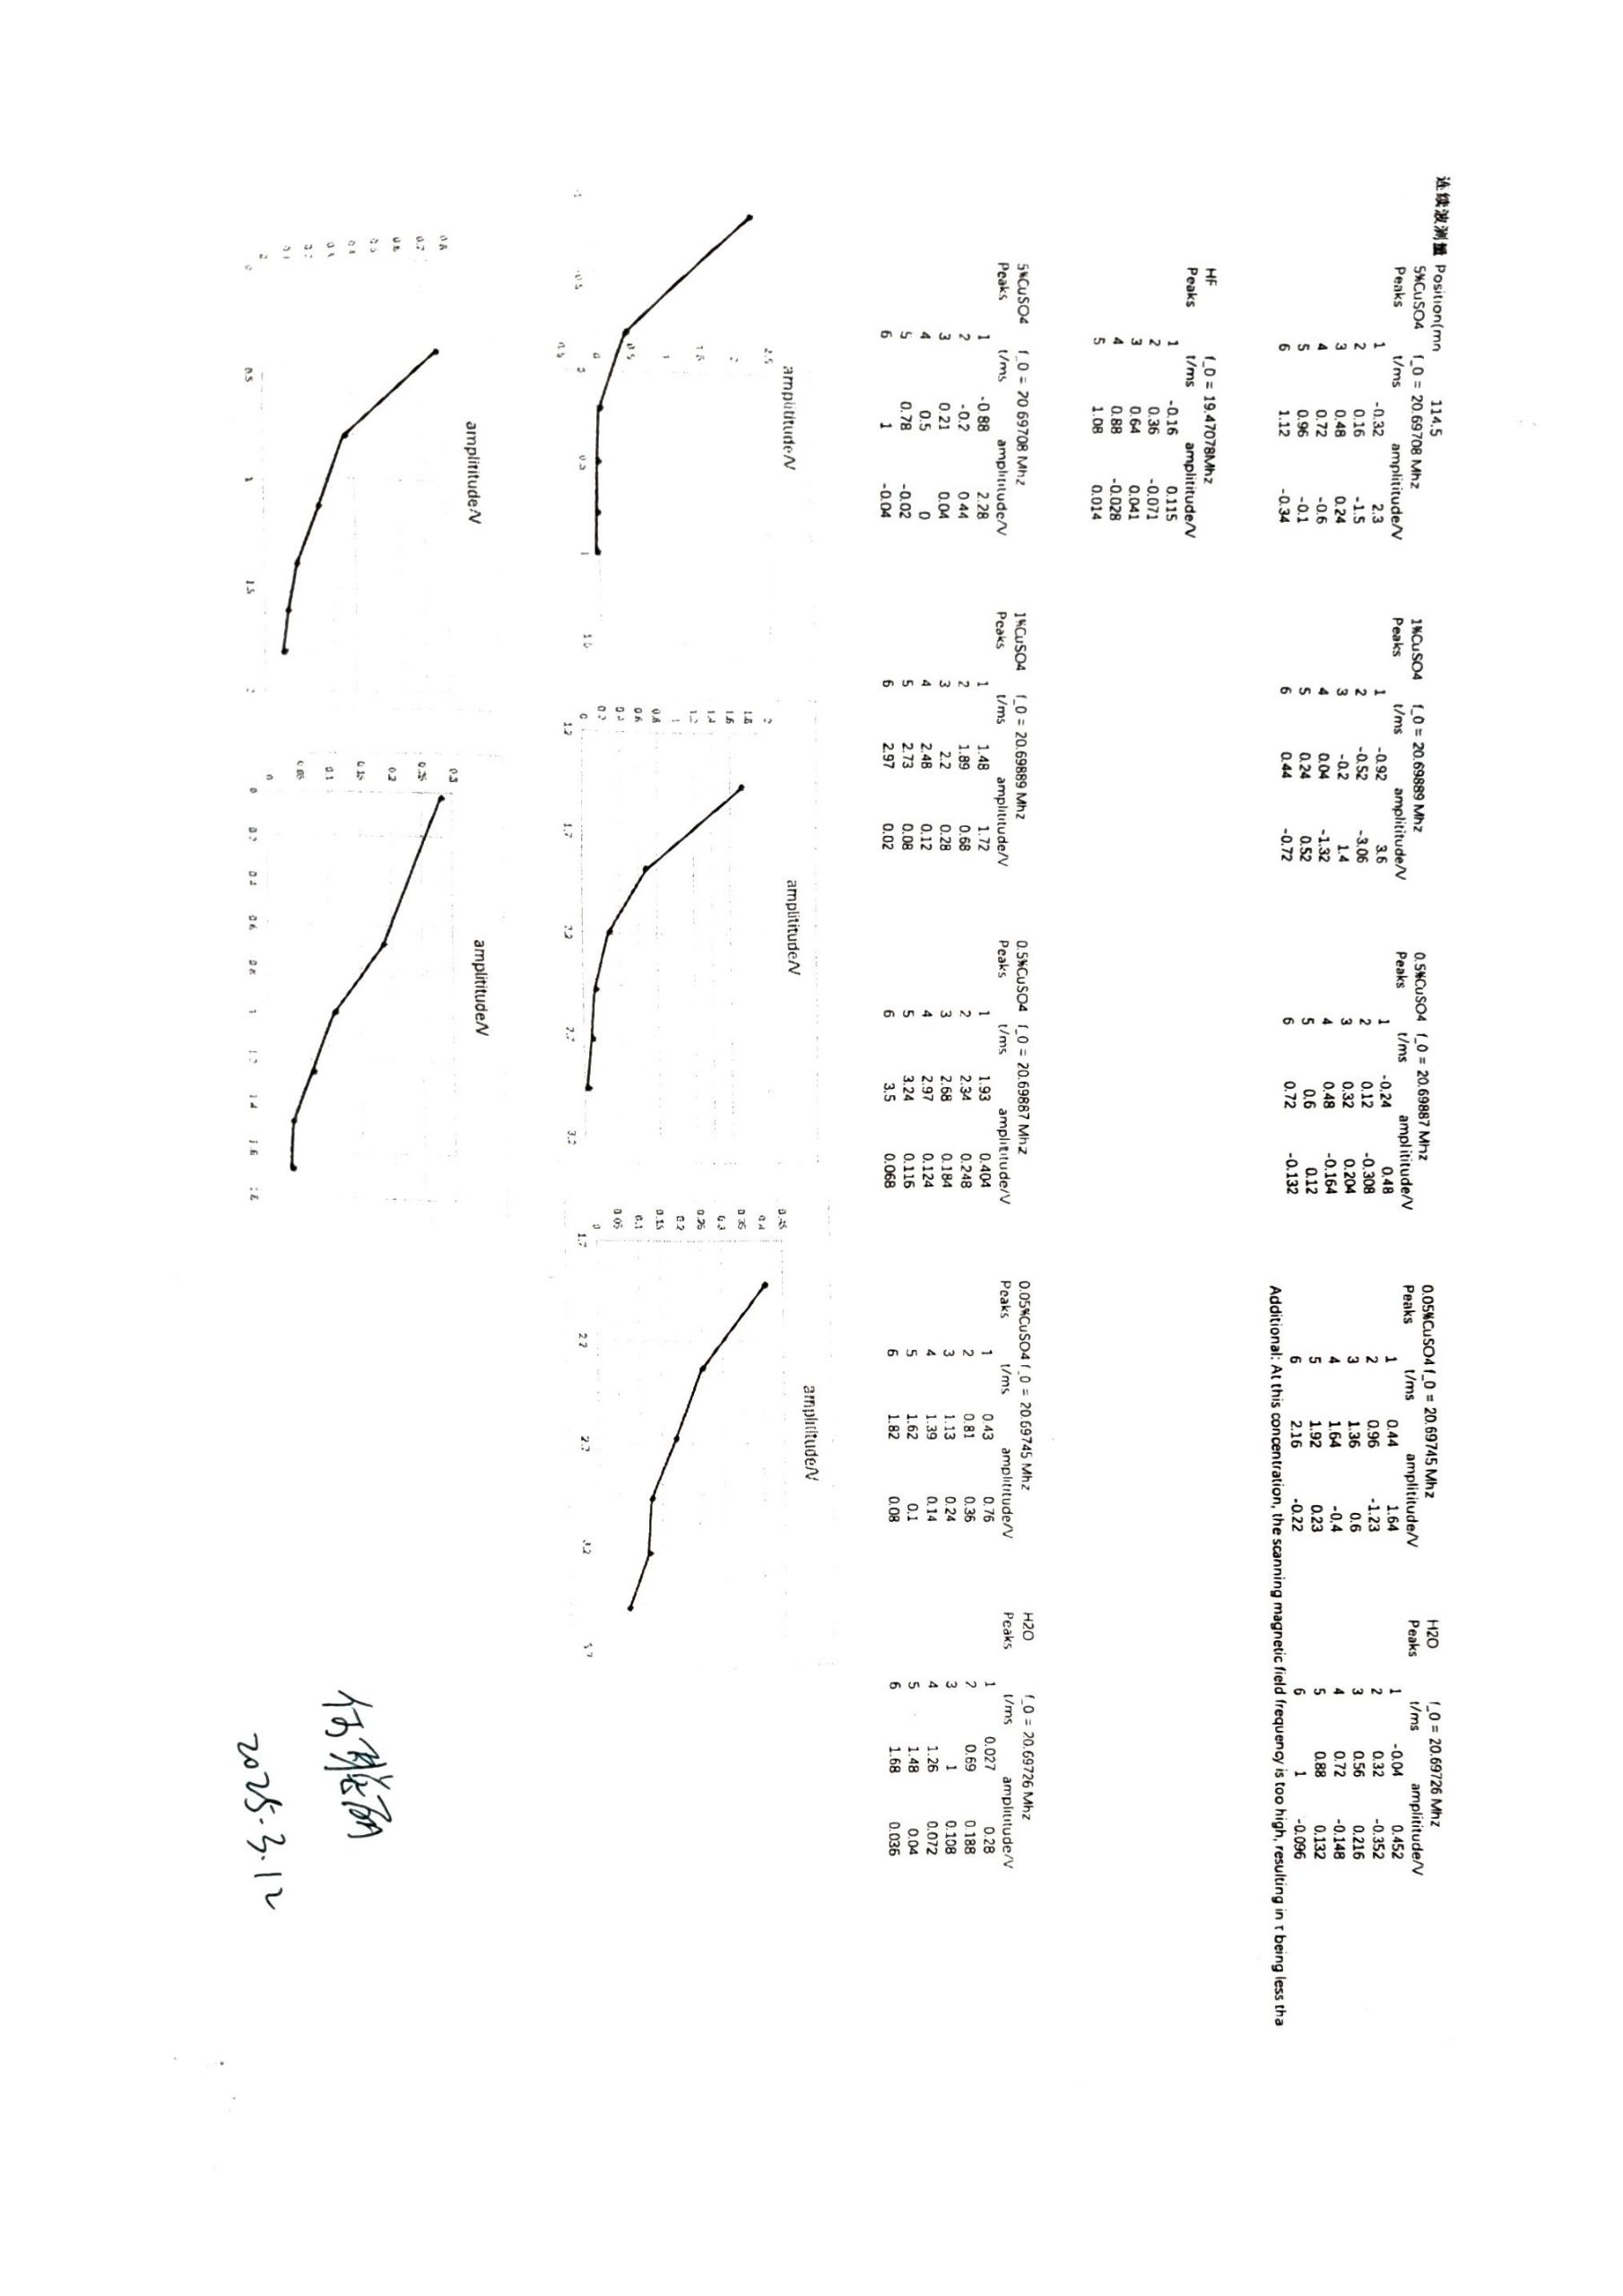 连续波测量 Position(mn 114.5
5%CuSO4 f_0 = 20.69708 Mhz 1%CuSO4 f_0 = 20.69889 Mhz 0.5%CuSO4 f_0 = 20.69887 Mhz 0.05%CuSO4 f_0 = 20.69745 Mhz H2O f_0 = 20.69726 Mhz
Peaks t/ms amplititude/V Peaks t/ms amplititude/V Peaks t/ms amplititude/V Peaks t/ms amplititude/V Peaks t/ms amplititude/V
1 -0.32 2.3 1 -0.92 3.6 1 -0.24 0.48 1 0.44 1.64 1 -0.04 0.452
2 0.16 -1.5 2 -0.52 -3.06 2 0.12 -0.308 2 0.96 -1.23 2 0.32 -0.352
3 0.48 0.24 3 -0.2 1.4 3 0.32 0.204 3 1.36 0.6 3 0.56 0.216
4 0.72 -0.6 4 0.04 -1.32 4 0.48 -0.164 4 1.64 -0.4 4 0.72 -0.148
5 0.96 -0.1 5 0.24 0.52 5 0.6 0.12 5 1.92 0.23 5 0.88 0.132
6 1.12 -0.34 6 0.44 -0.72 6 0.72 -0.132 6 2.16 -0.22 6 1 -0.096
Additional: At this concentration, the scanning magnetic field frequency is too high, resulting in τ being less tha
HF f_0 = 19.47078Mhz
Peaks t/ms amplititude/V
1 -0.16 0.115
2 0.36 -0.071
3 0.64 0.041
4 0.88 -0.028
5 1.08 0.014
5%CuSO4 f_0 = 20.69708 Mhz 1%CuSO4 f_0 = 20.69889 Mhz 0.5%CuSO4 f_0 = 20.69887 Mhz 0.05%CuSO4 f_0 = 20.69745 Mhz H2O f_0 = 20.69726 Mhz
Peaks t/ms amplititude/V Peaks t/ms amplititude/V Peaks t/ms amplititude/V Peaks t/ms amplititude/V Peaks t/ms amplititude/V
1 -0.88 2.28 1 1.48 1.72 1 1.93 0.404 1 0.43 0.76 1 0.027 0.28
2 -0.2 0.44 2 1.89 0.68 2 2.34 0.248 2 0.81 0.36 2 0.69 0.188
3 0.21 0.04 3 2.2 0.28 3 2.68 0.184 3 1.13 0.24 3 1 0.108
4 0.5 0 4 2.48 0.12 4 2.97 0.124 4 1.39 0.14 4 1.26 0.072
5 0.78 -0.02 5 2.73 0.08 5 3.24 0.116 5 1.62 0.1 5 1.48 0.04
6 1 -0.04 6 2.97 0.02 6 3.5 0.068 6 1.82 0.08 6 1.68 0.036
amplititude/V
amplititude/V
amplititude/V
amplititude/V
amplititude/V
2025.3.12